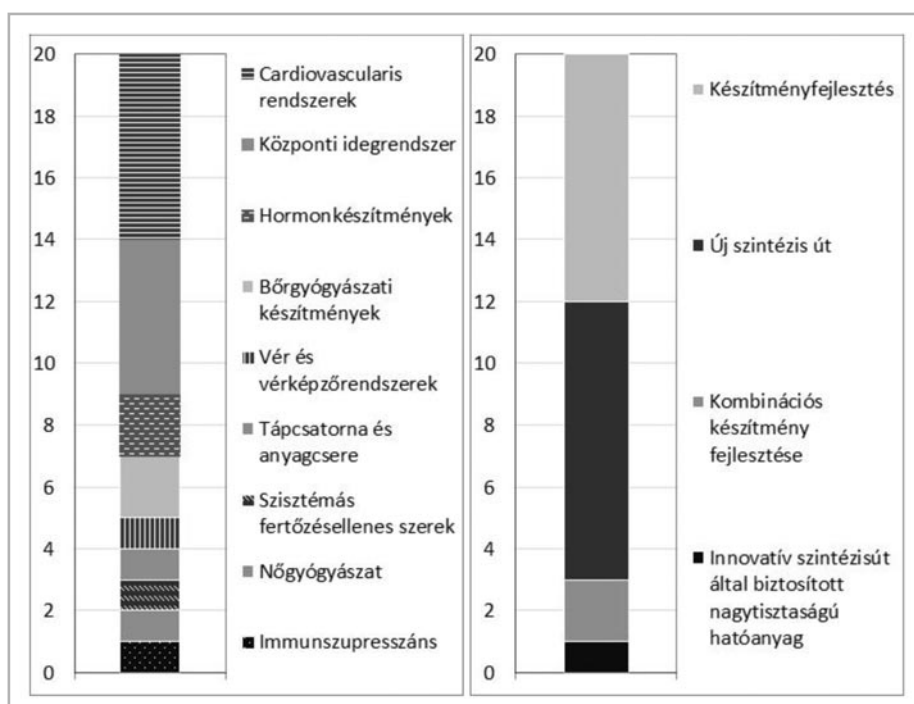 20
18
16
14
12
10
8
6
4
2
0
Cardiovascularis
rendszerek
Központi idegrendszer
Hormonkészítmények
Bőrgyógyászati
készítmények
Vér és
vérképzőrendszerek
Tápcsatorna és
anyagcsere
Szisztémás
fertőzésellenes szerek
Nőgyógyászat
Immunszupresszáns
20
18
16
14
12
10
8
6
4
2
0
Készítményfejlesztés
Új szintézis út
Kombinációs
készítmény
fejlesztése
Innovatív szintézisút
által biztosított
nagytisztaságú
hatóanyag